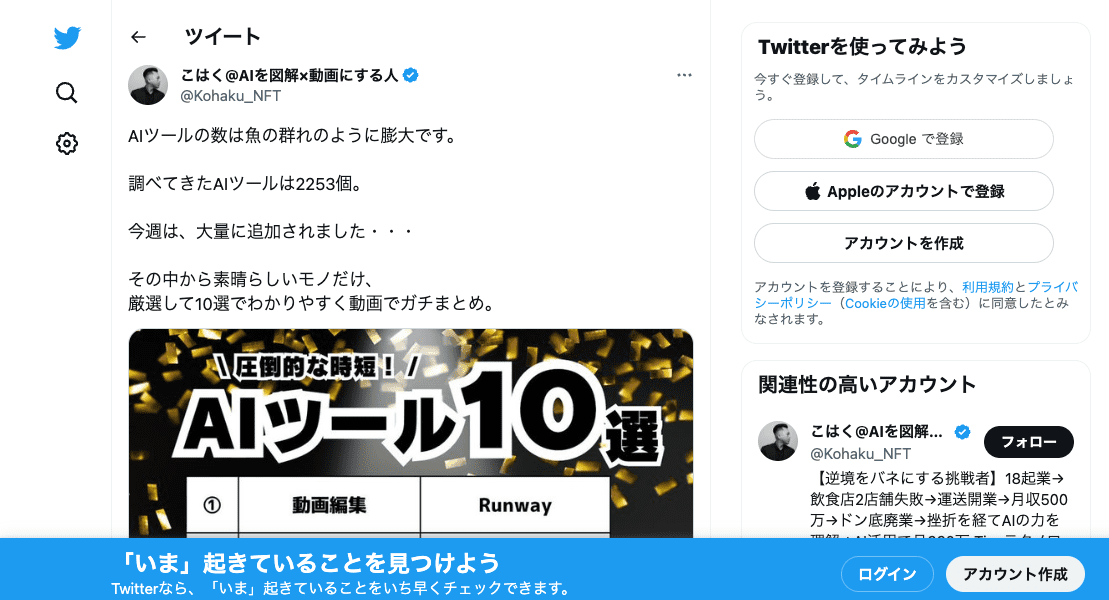 ツイート
こはく@AIを図解×動画にする人
@Kohaku_NFT
AIツールの数は魚の群れのように膨大です。
調べてきたAIツールは2253個。
今週は、大量に追加されました・・・
その中から素晴らしいモノだけ、
厳選して10選でわかりやすく動画でガチまとめ。
\ 圧倒的な時短！ /
AIツール10選
① 動画編集 Runway
Twitterを使ってみよう
今すぐ登録して、タイムラインをカスタマイズしましょ
う。
Google で登録
Appleのアカウントで登録
アカウントを作成
アカウントを登録することにより、利用規約とプライバ
シーポリシー（Cookieの使用を含む）に同意したとみ
なされます。
関連性の高いアカウント
こはく@AIを図解...
@Kohaku_NFT
フォロー
【逆境をバネにする挑戦者】18起業→
飲食店2店舗失敗→運送開業→月収500
万→ドン底廃業→挫折を経てAIの力を
「いま」起きていることを見つけよう
Twitterなら、「いま」起きていることをいち早くチェックできます。
ログイン
アカウント作成